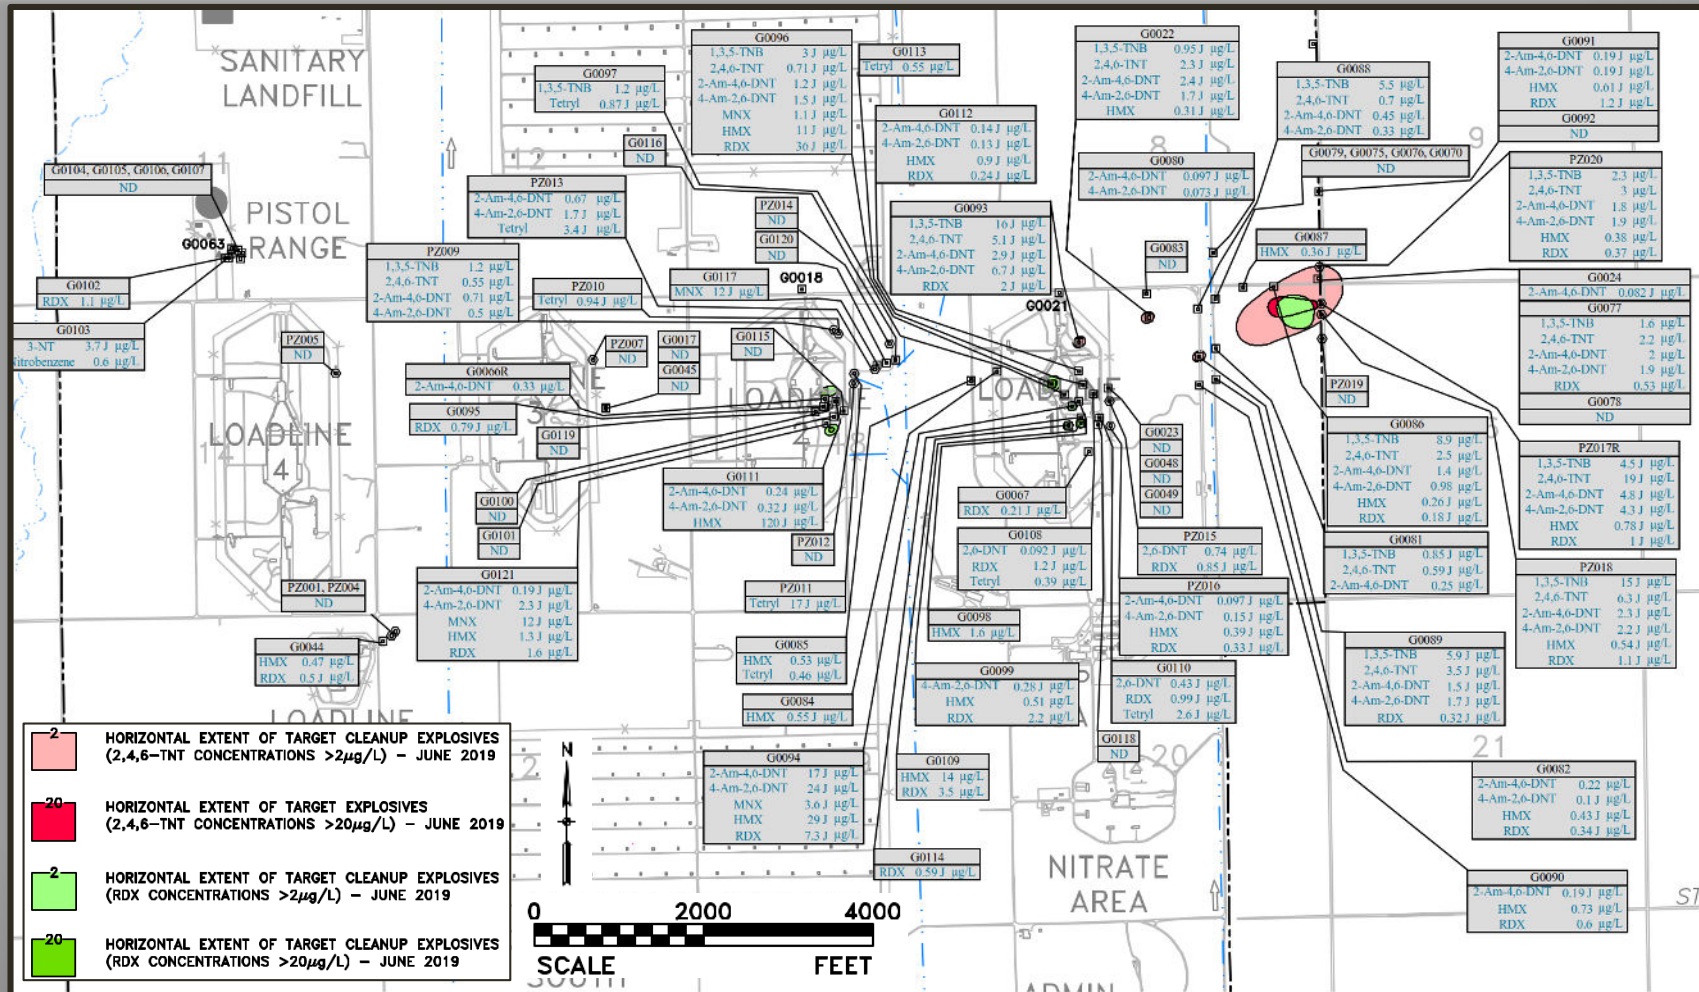 SANITARY
LANDFILL
11
PISTOL
RANGE
G0104, G0105, G0106, G0107
ND
G0063
G0102
RDX 1.1 µg/L
G0103
3-NT 3.7 J µg/L
Nitrobenzene 0.6 µg/L
PZ005
ND
LOADLINE
4
14
PZ001, PZ004
ND
G0044
HMX 0.47 µg/L
RDX 0.5 J µg/L
LOADLINE
G0097
1,3,5-TNB 1.2 µg/L
Tetryl 0.87 J µg/L
12
G0096
1,3,5-TNB 3 J µg/L
2,4,6-TNT 0.71 J µg/L
2-Am-4,6-DNT 1.2 J µg/L
4-Am-2,6-DNT 1.5 J µg/L
MNX 1.1 J µg/L
HMX 11 J µg/L
RDX 36 J µg/L
G0113
Tetryl 0.55 µg/L
G0116
ND
G0112
2-Am-4,6-DNT 0.14 J µg/L
4-Am-2,6-DNT 0.13 J µg/L
HMX 0.9 µg/L
RDX 0.24 J µg/L
PZ013
2-Am-4,6-DNT 0.67 µg/L
4-Am-2,6-DNT 1.7 J µg/L
Tetryl 3.4 J µg/L
PZ014
ND
G0120
ND
G0018
PZ009
1,3,5-TNB 1.2 µg/L
2,4,6-TNT 0.55 µg/L
2-Am-4,6-DNT 0.71 µg/L
4-Am-2,6-DNT 0.5 µg/L
PZ010
Tetryl 0.94 J µg/L
G0117
MNX 12 J µg/L
G0093
1,3,5-TNB 16 J µg/L
2,4,6-TNT 5.1 J µg/L
2-Am-4,6-DNT 2.9 J µg/L
4-Am-2,6-DNT 6.7 J µg/L
RDX 2 J µg/L
PZ007
ND
G0017
ND
G0045
ND
G0115
ND
G0066R
2-Am-4,6-DNT 0.33 µg/L
G0095
RDX 0.79 J µg/L
3
G0119
ND
LOADLINE
2
G0100
ND
G0101
ND
G0111
2-Am-4,6-DNT 0.24 µg/L
4-Am-2,6-DNT 0.32 J µg/L
HMX 120 J µg/L
PZ012
ND
G0121
2-Am-4,6-DNT 0.19 J µg/L
4-Am-2,6-DNT 2.3 J µg/L
MNX 12 J µg/L
HMX 1.3 J µg/L
RDX 1.6 µg/L
PZ011
Tetryl 17 J µg/L
G0085
HMX 0.53 µg/L
Tetryl 0.46 µg/L
G0084
HMX 0.55 J µg/L
G0094
2-Am-4,6-DNT 17 J µg/L
4-Am-2,6-DNT 24 J µg/L
MNX 3.6 J µg/L
HMX 29 J µg/L
RDX 7.3 J µg/L
G0114
RDX 0.59 J µg/L
G0109
HMX 14 µg/L
RDX 3.5 µg/L
G0099
4-Am-2,6-DNT 0.28 J µg/L
HMX 0.51 µg/L
RDX 2.2 µg/L
G0098
HMX 1.6 µg/L
G0108
2,6-DNT 0.092 J µg/L
RDX 1.2 J µg/L
Tetryl 0.39 µg/L
G0067
RDX 0.21 J µg/L
G0022
1,3,5-TNB 0.95 J µg/L
2,4,6-TNT 2.3 J µg/L
2-Am-4,6-DNT 2.4 J µg/L
4-Am-2,6-DNT 1.7 J µg/L
HMX 0.31 J µg/L
8
G0080
2-Am-4,6-DNT 0.097 µg/L
4-Am-2,6-DNT 0.073 µg/L
G0083
ND
G0021
G0088
1,3,5-TNB 5.5 µg/L
2,4,6-TNT 0.7 µg/L
2-Am-4,6-DNT 0.45 µg/L
4-Am-2,6-DNT 0.33 µg/L
G0079, G0075, G0076, G0070
ND
9
G0087
HMX 0.36 J µg/L
G0091
2-Am-4,6-DNT 0.19 J µg/L
4-Am-2,6-DNT 0.19 J µg/L
HMX 0.61 J µg/L
RDX 1.2 J µg/L
G0092
ND
PZ020
1,3,5-TNB 2.3 µg/L
2,4,6-TNT 3 µg/L
2-Am-4,6-DNT 1.8 µg/L
4-Am-2,6-DNT 1.9 µg/L
HMX 0.38 µg/L
RDX 0.37 µg/L
G0024
2-Am-4,6-DNT 0.082 J µg/L
G0077
1,3,5-TNB 1.6 µg/L
2,4,6-TNT 2.2 µg/L
2-Am-4,6-DNT 2 µg/L
4-Am-2,6-DNT 1.9 µg/L
RDX 0.53 µg/L
G0078
ND
PZ019
ND
G0086
1,3,5-TNB 8.9 µg/L
2,4,6-TNT 2.5 µg/L
2-Am-4,6-DNT 1.4 µg/L
4-Am-2,6-DNT 0.98 µg/L
HMX 0.26 J µg/L
RDX 0.18 J µg/L
PZ017R
1,3,5-TNB 4.5 J µg/L
2,4,6-TNT 19 J µg/L
2-Am-4,6-DNT 4.8 J µg/L
4-Am-2,6-DNT 4.3 J µg/L
HMX 0.78 J µg/L
RDX 1 J µg/L
G0081
1,3,5-TNB 0.85 J µg/L
2,4,6-TNT 0.59 J µg/L
2-Am-4,6-DNT 0.25 µg/L
PZ018
1,3,5-TNB 15 J µg/L
2,4,6-TNT 6.3 J µg/L
2-Am-4,6-DNT 2.3 J µg/L
4-Am-2,6-DNT 2.2 J µg/L
HMX 0.54 J µg/L
RDX 1.1 J µg/L
G0023
ND
G0048
ND
G0049
ND
PZ015
2,6-DNT 0.74 µg/L
RDX 0.85 J µg/L
PZ016
2-Am-4,6-DNT 0.097 J µg/L
4-Am-2,6-DNT 0.15 J µg/L
HMX 0.39 J µg/L
RDX 0.33 J µg/L
G0110
2,6-DNT 0.43 J µg/L
RDX 0.99 J µg/L
Tetryl 2.6 J µg/L
G0118
ND
20
G0089
1,3,5-TNB 5.9 J µg/L
2,4,6-TNT 3.5 J µg/L
2-Am-4,6-DNT 1.5 J µg/L
4-Am-2,6-DNT 1.7 J µg/L
RDX 0.32 J µg/L
21
G0082
2-Am-4,6-DNT 0.22 µg/L
4-Am-2,6-DNT 0.1 J µg/L
HMX 0.43 J µg/L
RDX 0.34 J µg/L
G0090
2-Am-4,6-DNT 0.19 J µg/L
HMX 0.73 µg/L
RDX 0.6 µg/L
NITRATE
AREA
2
HORIZONTAL EXTENT OF TARGET CLEANUP EXPLOSIVES
(2,4,6-TNT CONCENTRATIONS >2µg/L) - JUNE 2019
20
HORIZONTAL EXTENT OF TARGET EXPLOSIVES
(2,4,6-TNT CONCENTRATIONS >20µg/L) - JUNE 2019
2
HORIZONTAL EXTENT OF TARGET CLEANUP EXPLOSIVES
(RDX CONCENTRATIONS >2µg/L) - JUNE 2019
20
HORIZONTAL EXTENT OF TARGET CLEANUP EXPLOSIVES
(RDX CONCENTRATIONS >20µg/L) - JUNE 2019
N
0 2000 4000
SCALE FEET